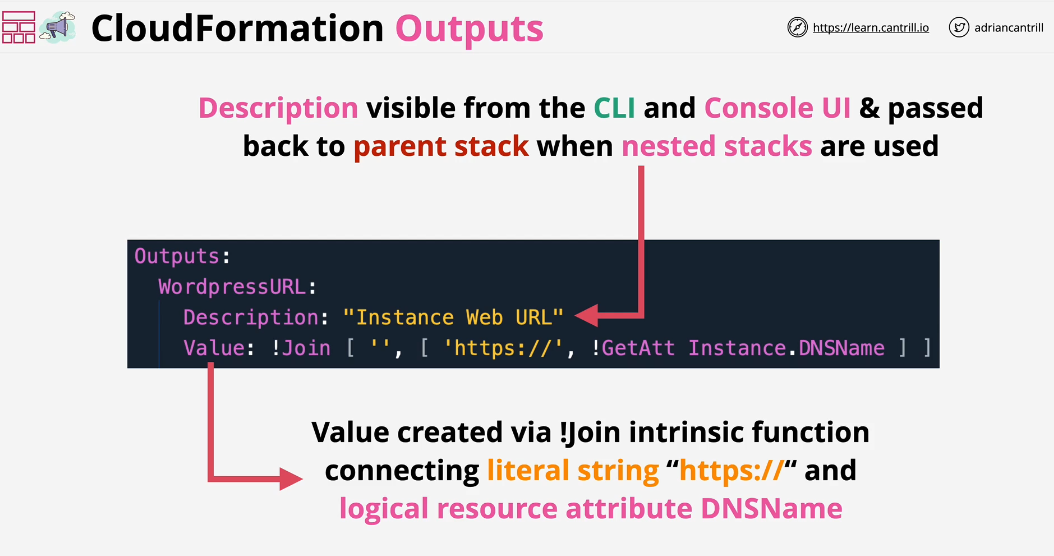 CloudFormation Outputs
https://learn.cantrill.io
adriancantrill
Description visible from the CLI and Console UI & passed
back to parent stack when nested stacks are used
Outputs:
  WordpressURL:
    Description: "Instance Web URL"
    Value: !Join [ '', [ 'https://', !GetAtt Instance.DNSName ] ]
Value created via !Join intrinsic function
connecting literal string “https://“ and
logical resource attribute DNSName